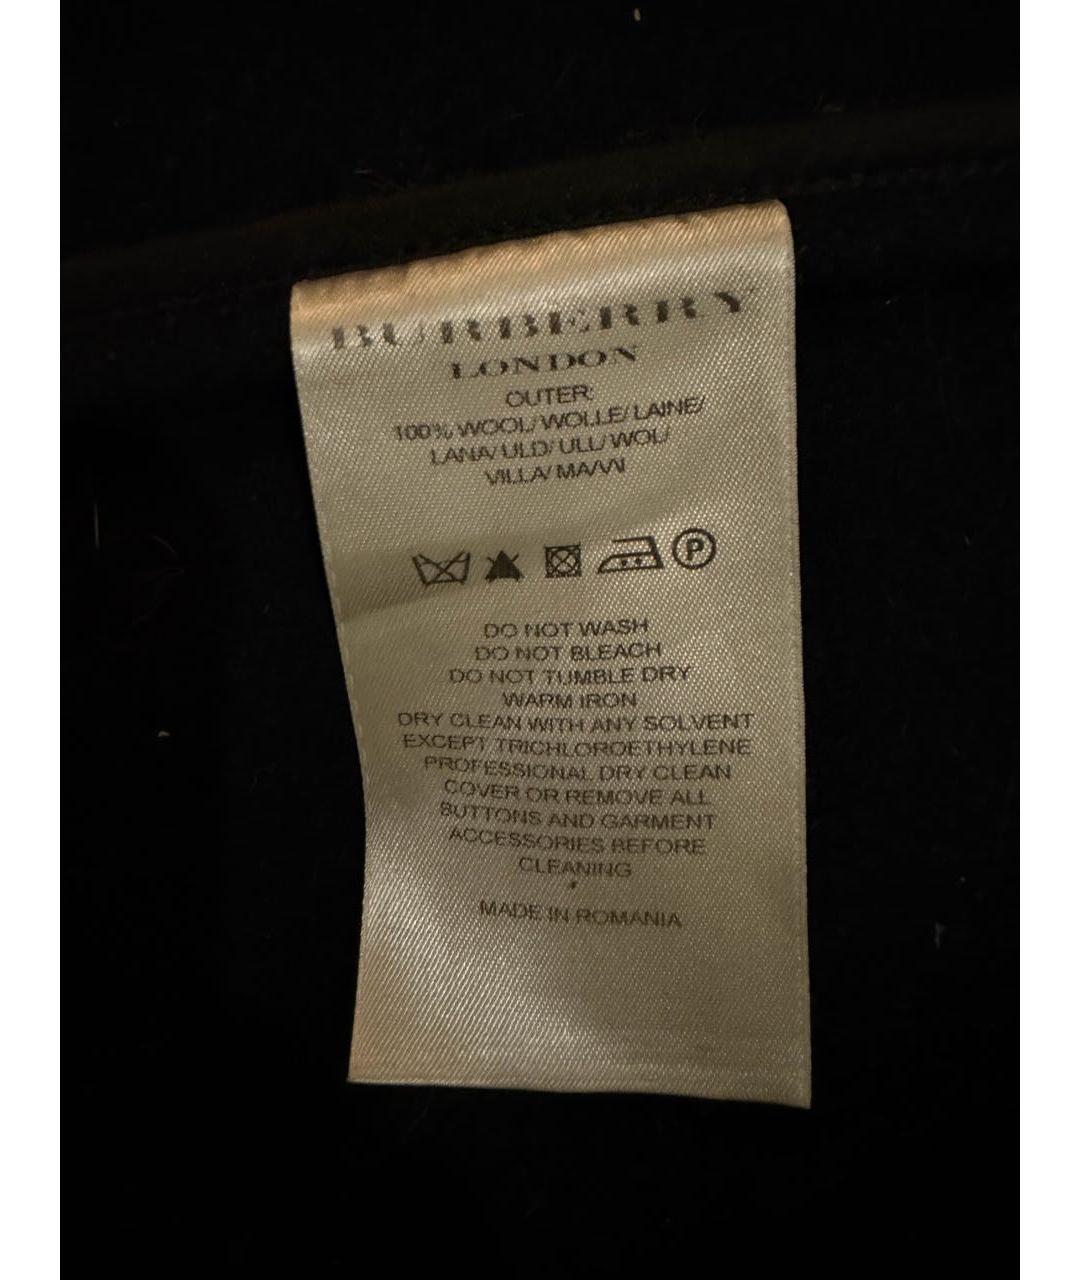 BURBERRY
LONDON
OUTER:
100% WOOL/ WOLLE/ LAINE/
LANA/ ULD/ ULL/ WOL/
VILLA/
P
DO NOT WASH
DO NOT BLEACH
DO NOT TUMBLE DRY
WARM IRON
DRY CLEAN WITH ANY SOLVENT
EXCEPT TRICHLOROETHYLENE
PROFESSIONAL DRY CLEAN
COVER OR REMOVE ALL
BUTTONS AND GARMENT
ACCESSORIES BEFORE
CLEANING
MADE IN ROMANIA